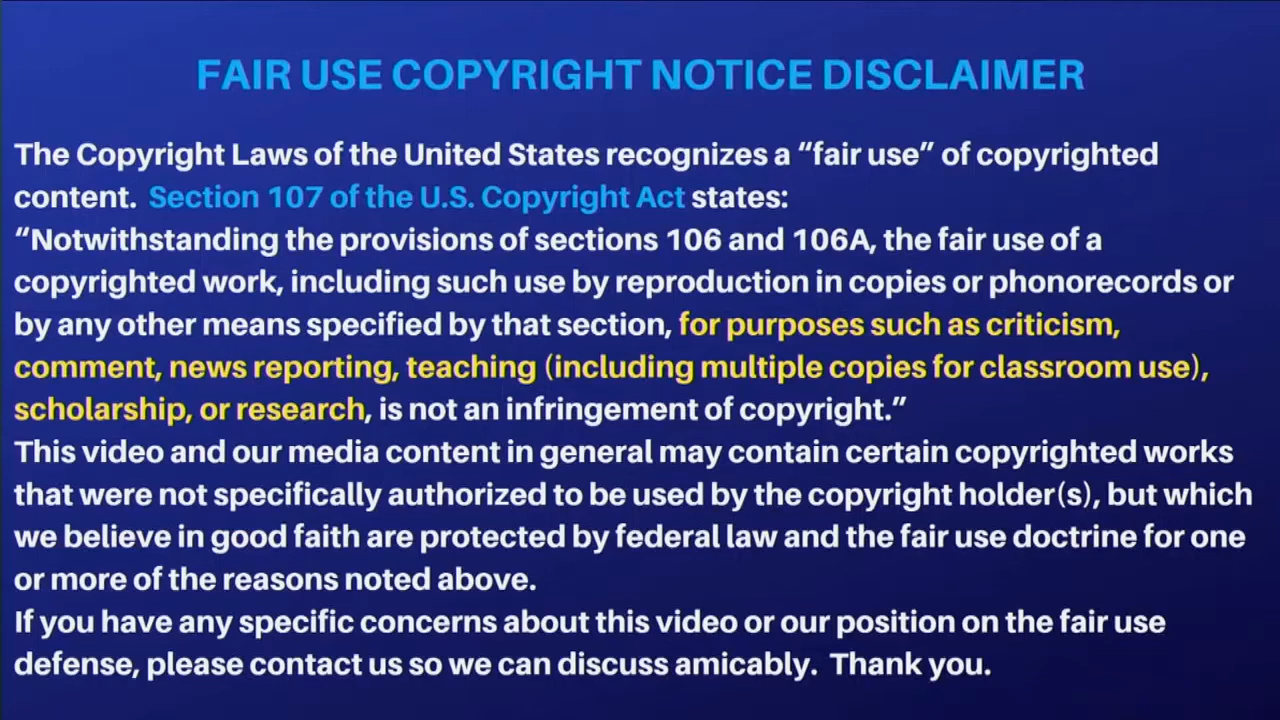 FAIR USE COPYRIGHT NOTICE DISCLAIMER
The Copyright Laws of the United States recognizes a “fair use” of copyrighted
content.  Section 107 of the U.S. Copyright Act states:
“Notwithstanding the provisions of sections 106 and 106A, the fair use of a
copyrighted work, including such use by reproduction in copies or phonorecords or
by any other means specified by that section, for purposes such as criticism,
comment, news reporting, teaching (including multiple copies for classroom use),
scholarship, or research, is not an infringement of copyright.”
This video and our media content in general may contain certain copyrighted works
that were not specifically authorized to be used by the copyright holder(s), but which
we believe in good faith are protected by federal law and the fair use doctrine for one
or more of the reasons noted above.
If you have any specific concerns about this video or our position on the fair use
defense, please contact us so we can discuss amicably.  Thank you.